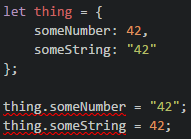 let thing = {
    someNumber: 42,
    someString: "42"
};

thing.someNumber = "42";
thing.someString = 42;